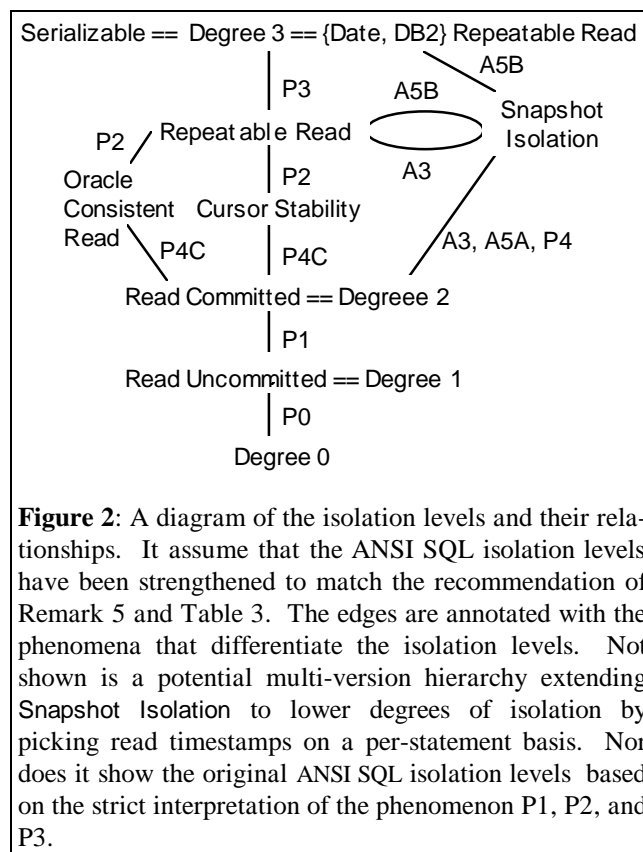 Serializable == Degree 3 == {Date, DB2} Repeatable Read
A5B
P3
A5B
Snapshot
Isolation
P2
Repeatable Read
A3
P2
Oracle
Consistent
Read
Cursor Stability
P4C
P4C
A3, A5A, P4
Read Committed == Degreee 2
P1
Read Uncommitted == Degree 1
P0
Degree 0
Figure 2: A diagram of the isolation levels and their rela-
tionships. It assume that the ANSI SQL isolation levels
have been strengthened to match the recommendation of
Remark 5 and Table 3. The edges are annotated with the
phenomena that differentiate the isolation levels. Not
shown is a potential multi-version hierarchy extending
Snapshot Isolation to lower degrees of isolation by
picking read timestamps on a per-statement basis. Nor
does it show the original ANSI SQL isolation levels based
on the strict interpretation of the phenomenon P1, P2, and
P3.